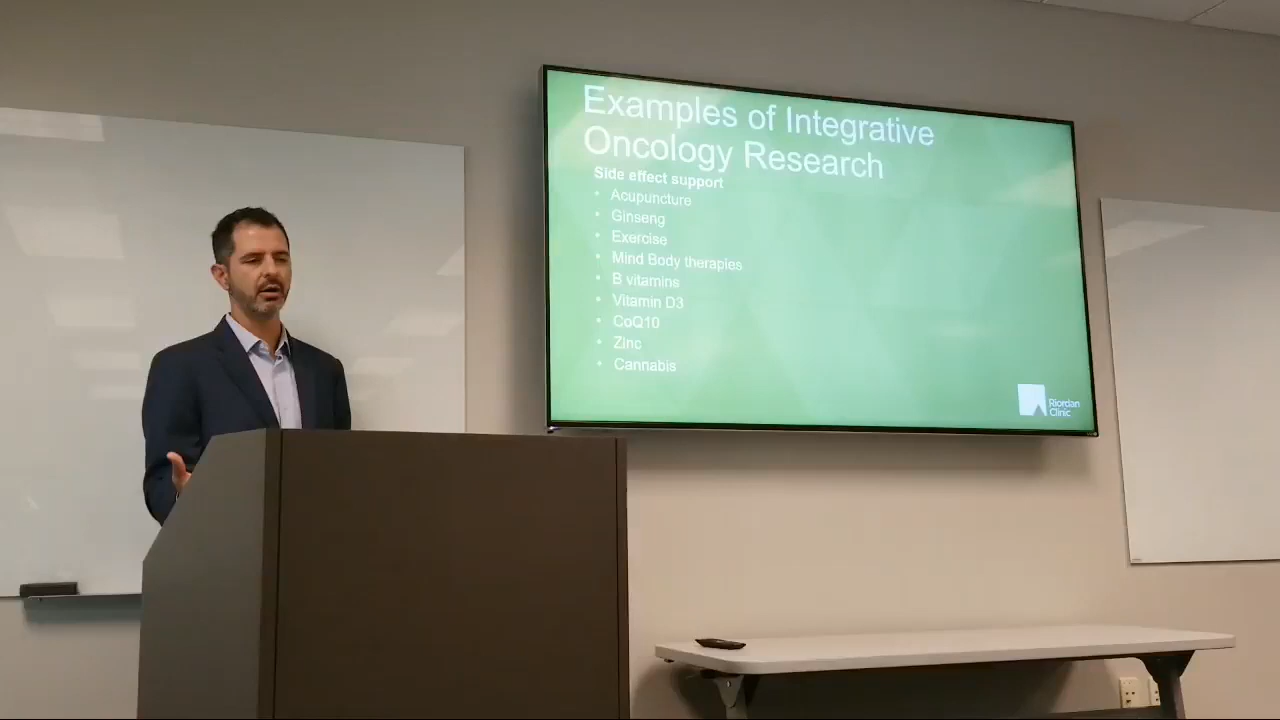 Examples of Integrative
Oncology Research
Side effect support
• Acupuncture
• Ginseng
• Exercise
• Mind Body therapies
• B vitamins
• Vitamin D3
• CoQ10
• Zinc
• Cannabis
Riordan
Clinic